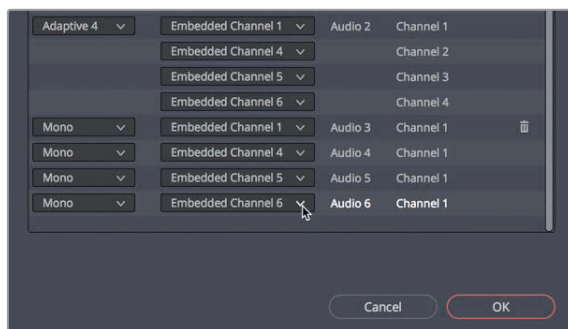 Adaptive 4 Embedded Channel 1 Audio 2 Channel 1
Embedded Channel 4 Channel 2
Embedded Channel 5 Channel 3
Embedded Channel 6 Channel 4
Mono Embedded Channel 1 Audio 3 Channel 1
Mono Embedded Channel 4 Audio 4 Channel 1
Mono Embedded Channel 5 Audio 5 Channel 1
Mono Embedded Channel 6 Audio 6 Channel 1
Cancel OK